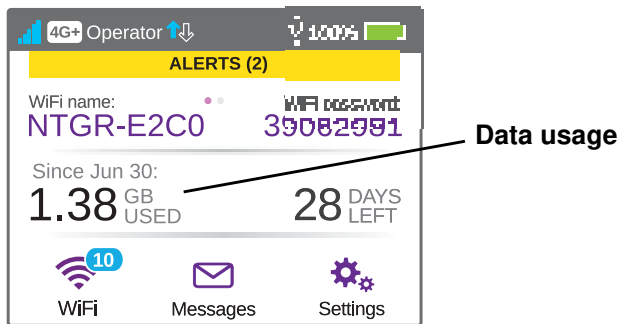 4G+ Operator 100%
ALERTS (2)
WiFi name: WiFi password:
NTGR-E2C0
Data usage
Since Jun 30:
1.38 GB USED 28 DAYS LEFT
10
WiFi Messages Settings